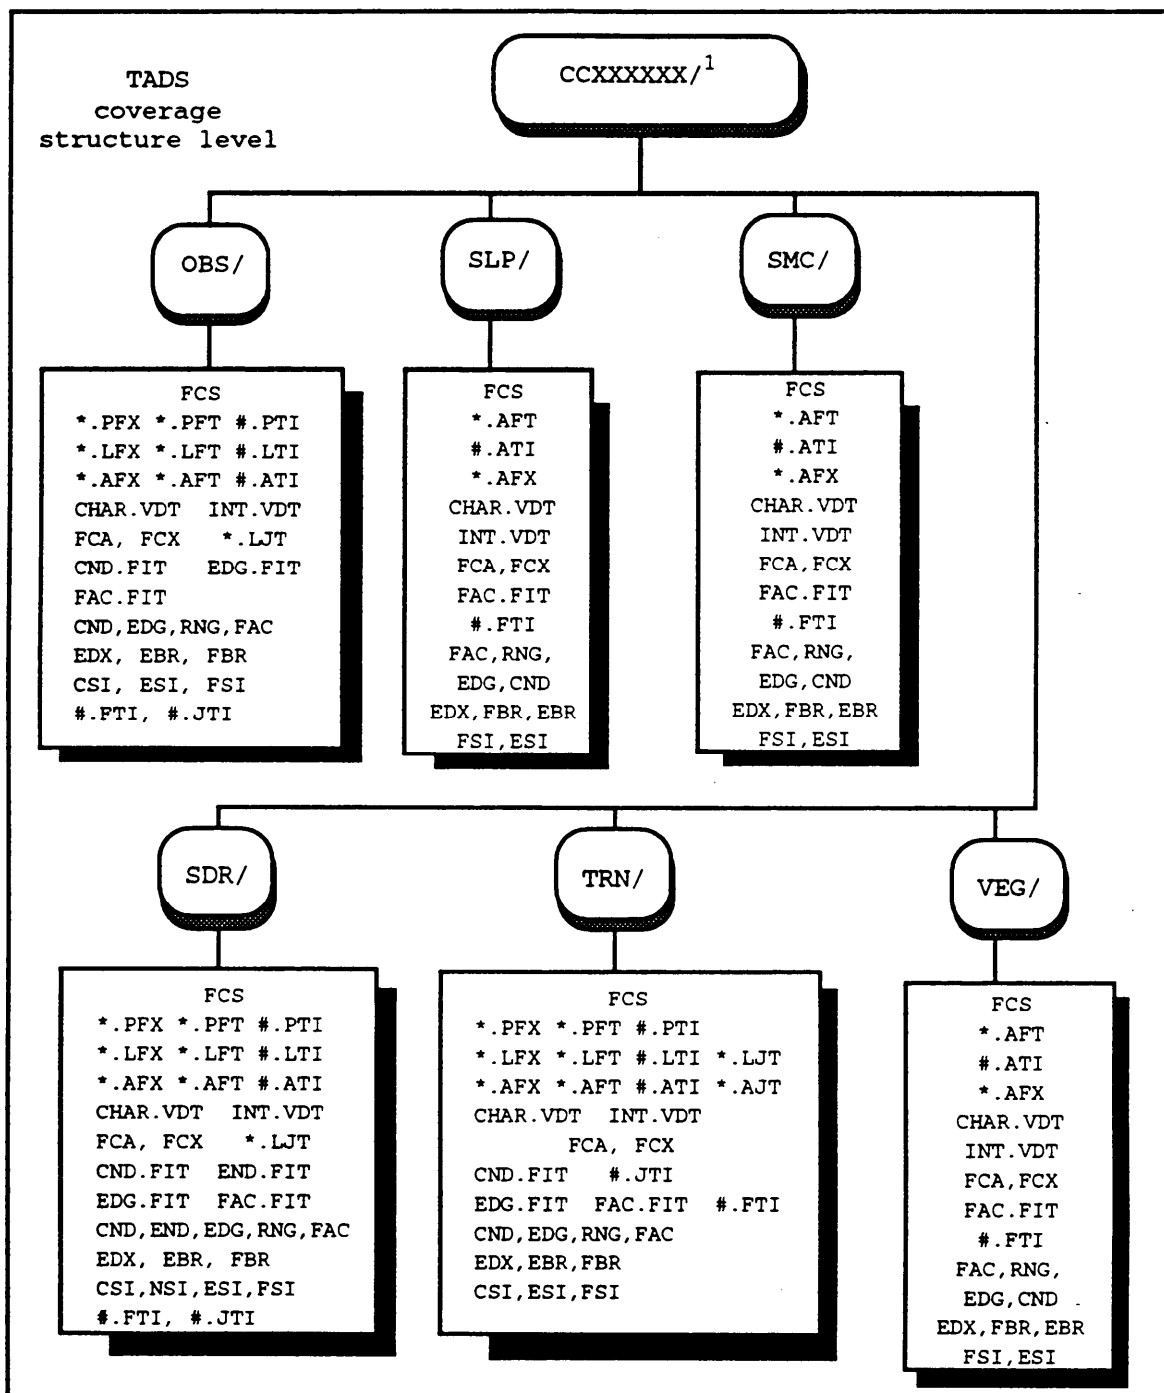 TADS
coverage
structure level
CCXXXXXX/¹
OBS/
SLP/
SMC/
FCS
*.PFX *.PFT #.PTI
*.LFX *.LFT #.LTI
*.AFX *.AFT #.ATI
CHAR.VDT INT.VDT
FCA, FCX *.LJT
CND.FIT EDG.FIT
FAC.FIT
CND,EDG,RNG,FAC
EDX, EBR, FBR
CSI, ESI, FSI
#.FTI, #.JTI
FCS
*.AFT
#.ATI
*.AFX
CHAR.VDT
INT.VDT
FCA,FCX
FAC.FIT
#.FTI
FAC,RNG,
EDG,CND
EDX,FBR,EBR
FSI,ESI
FCS
*.AFT
#.ATI
*.AFX
CHAR.VDT
INT.VDT
FCA,FCX
FAC.FIT
#.FTI
FAC,RNG,
EDG,CND
EDX,FBR,EBR
FSI,ESI
SDR/
TRN/
VEG/
FCS
*.PFX *.PFT #.PTI
*.LFX *.LFT #.LTI
*.AFX *.AFT #.ATI
CHAR.VDT INT.VDT
FCA, FCX *.LJT
CND.FIT END.FIT
EDG.FIT FAC.FIT
CND,END,EDG,RNG,FAC
EDX, EBR, FBR
CSI,NSI,ESI,FSI
#.FTI, #.JTI
FCS
*.PFX *.PFT #.PTI
*.LFX *.LFT #.LTI *.LJT
*.AFX *.AFT #.ATI *.AJT
CHAR.VDT INT.VDT
FCA, FCX
CND.FIT #.JTI
EDG.FIT FAC.FIT #.FTI
CND,EDG,RNG,FAC
EDX,EBR,FBR
CSI,ESI,FSI
FCS
*.AFT
#.ATI
*.AFX
CHAR.VDT
INT.VDT
FCA,FCX
FAC.FIT
#.FTI
FAC,RNG,
EDG,CND
EDX,FBR,EBR
FSI,ESI